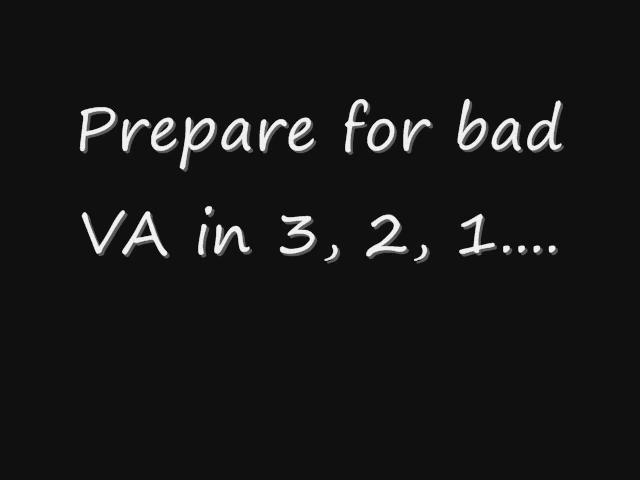 Prepare for bad
VA in 3, 2, 1....